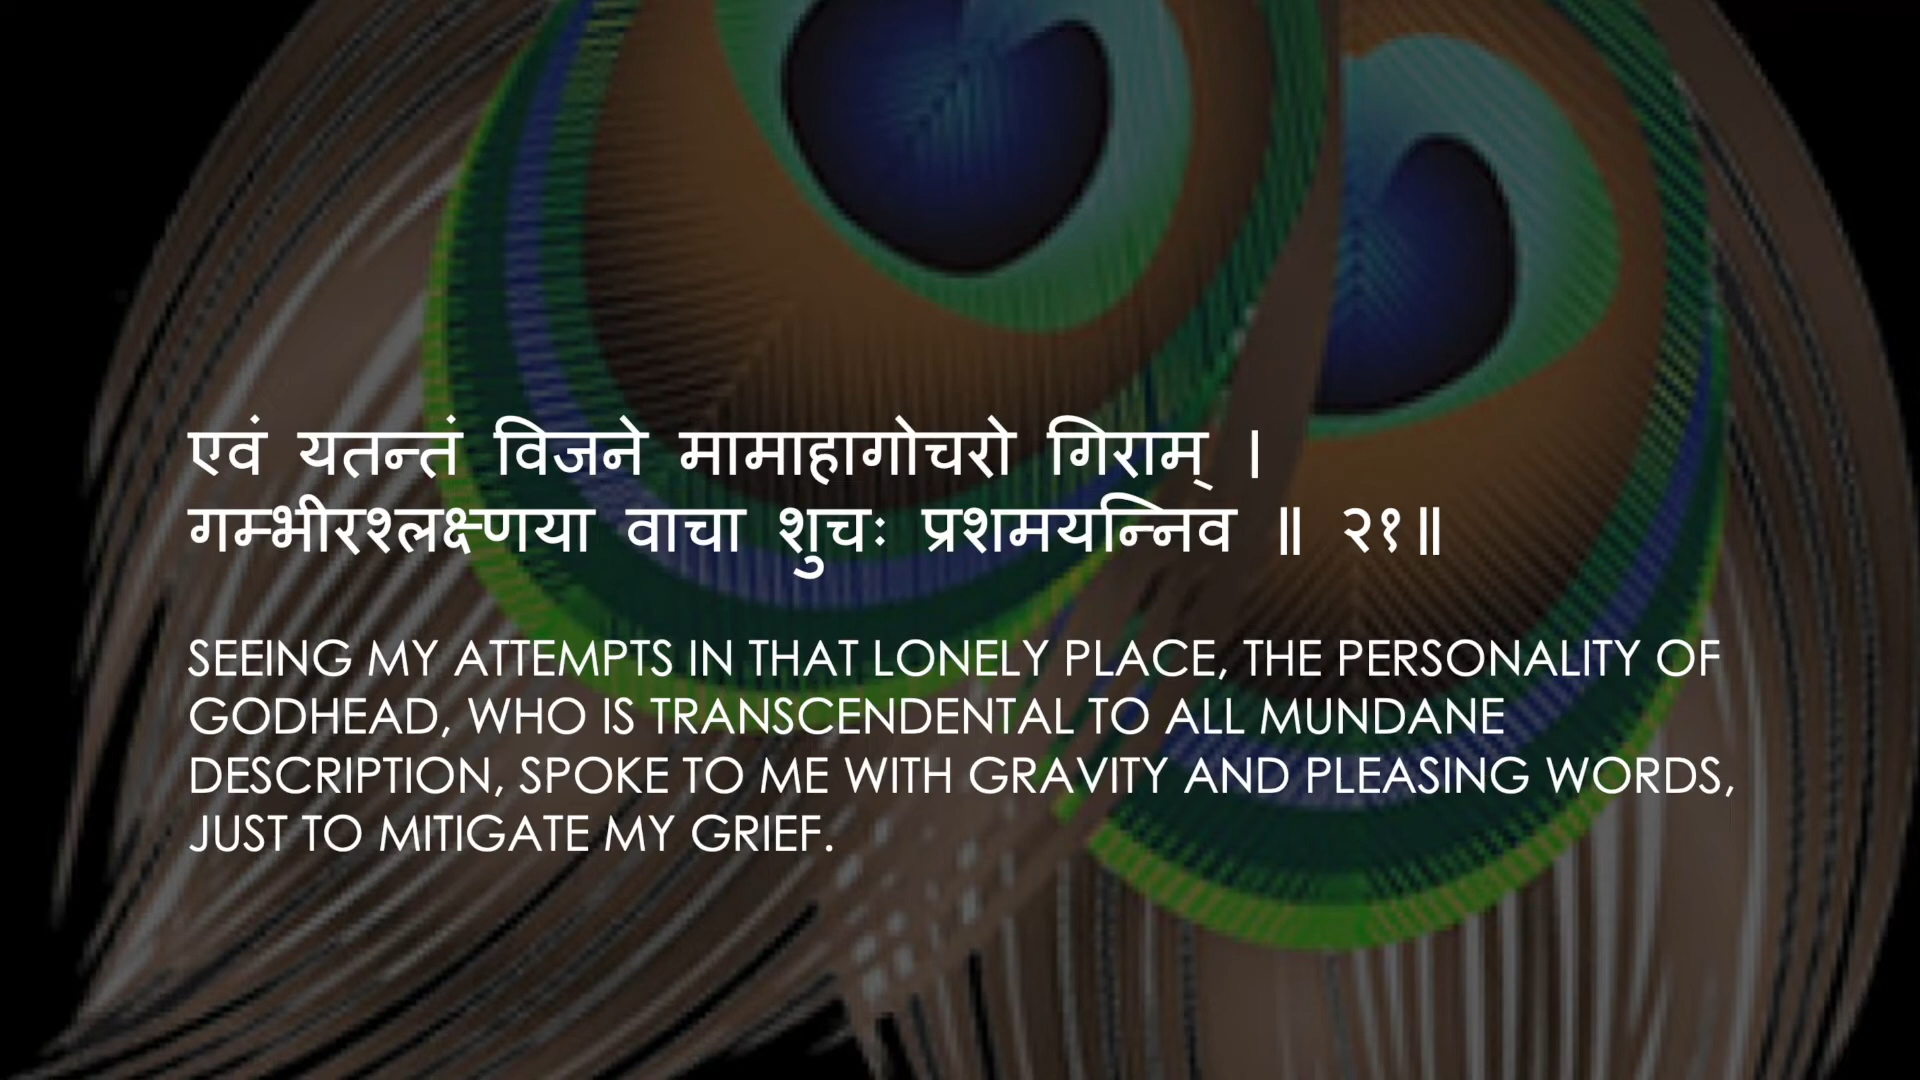 एवं यतन्तं विजने मामाहागोचरो गिराम् ।
गम्भीरश्लक्ष्णया वाचा शुचः प्रशमयन्निव ॥ २१॥
SEEING MY ATTEMPTS IN THAT LONELY PLACE, THE PERSONALITY OF
GODHEAD, WHO IS TRANSCENDENTAL TO ALL MUNDANE
DESCRIPTION, SPOKE TO ME WITH GRAVITY AND PLEASING WORDS,
JUST TO MITIGATE MY GRIEF.